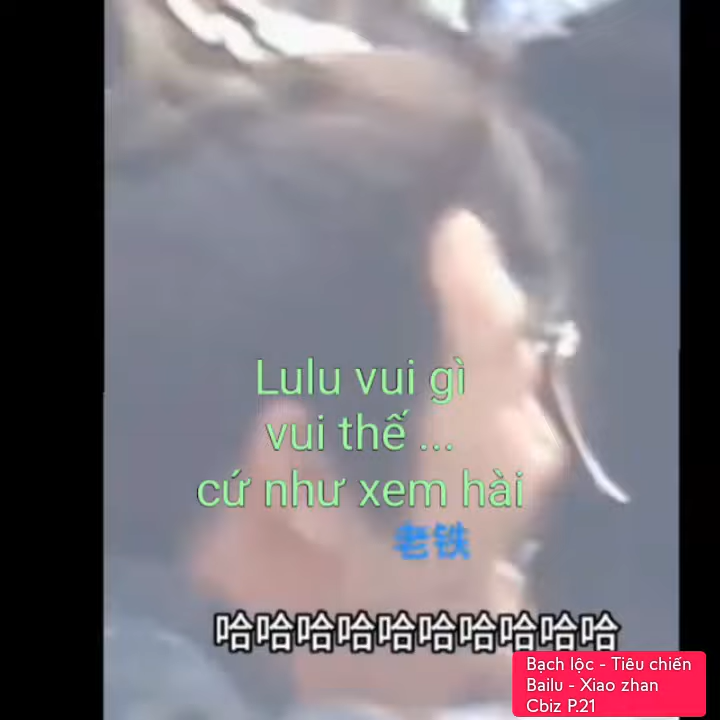 Lulu vui gì
vui thế ...
cứ như xem hài
老铁
哈哈哈哈哈哈哈哈哈哈
Bạch lộc - Tiêu chiến
Bailu - Xiao zhan
Cbiz P.21